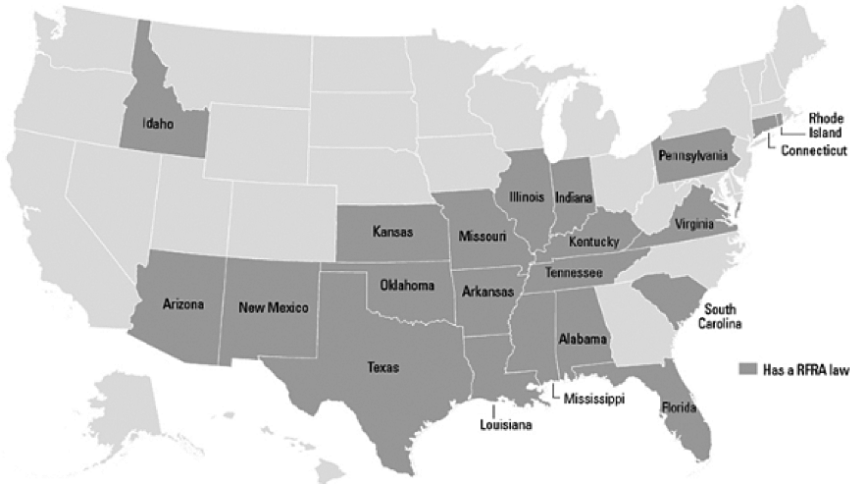 Idaho
Rhode
Island
Connecticut
Pennsylvania
Illinois
Indiana
Virginia
Kansas
Missouri
Kentucky
Tennessee
Oklahoma
Arkansas
Arizona
New Mexico
South
Carolina
Alabama
Texas
Has a RFRA law
Mississippi
Florida
Louisiana